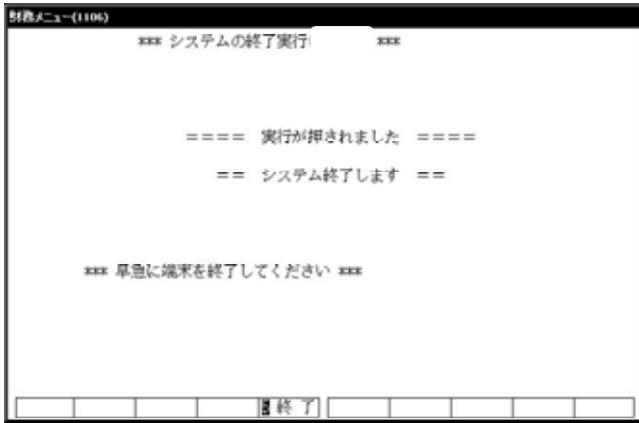 財務メニュー(1106)
*** システムの終了実行 ***
==== 実行が押されました ====
== システム終了します ==
*** 早急に端末を終了してください ***
終 了